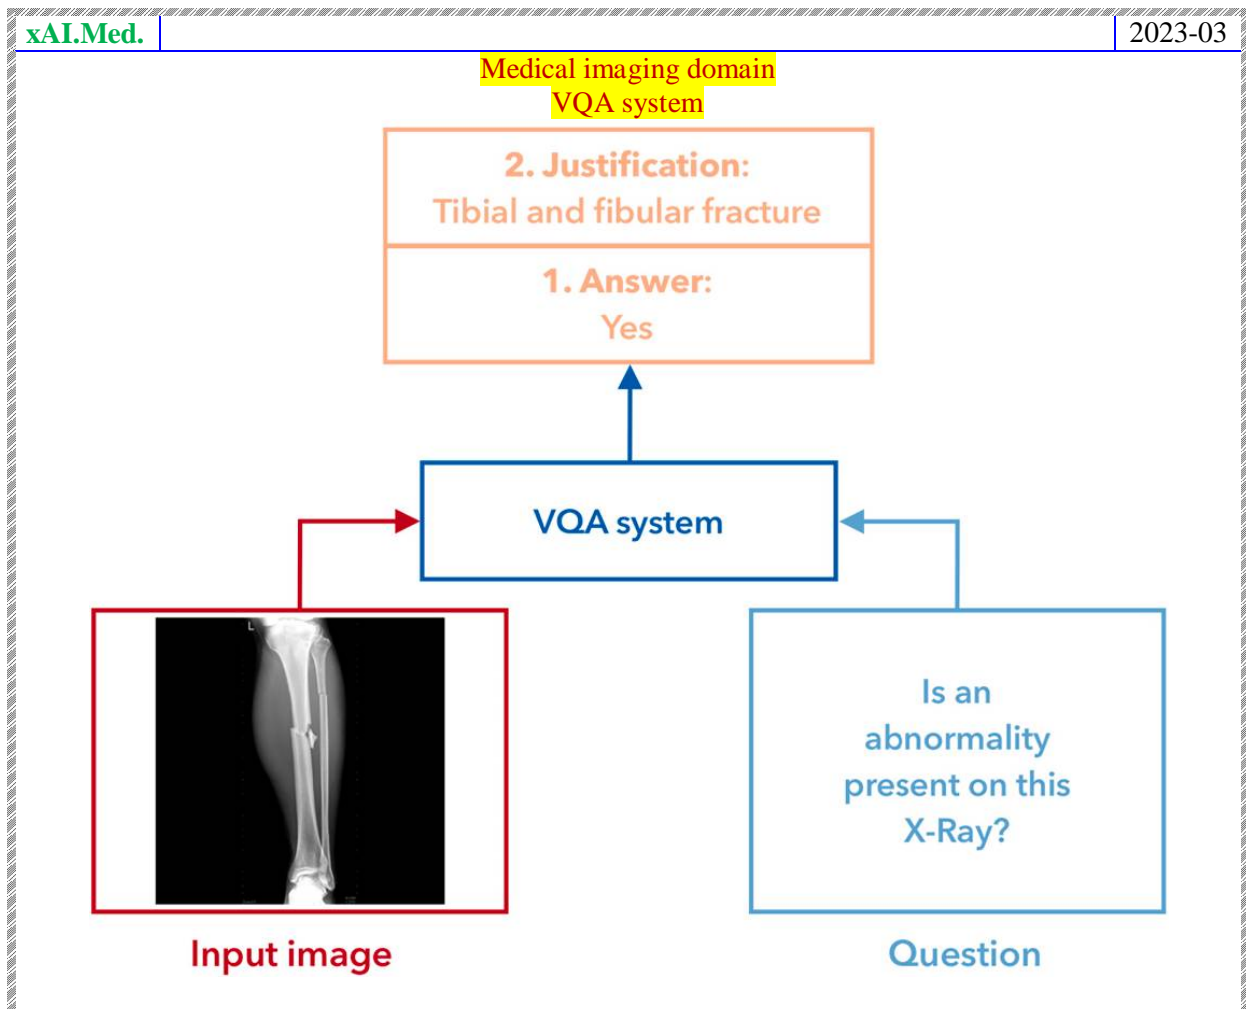 xAI.Med.
2023-03
Medical imaging domain
VQA system
2. Justification:
Tibial and fibular fracture
1. Answer:
Yes
VQA system
L
Is an
abnormality
present on this
X-Ray?
Input image
Question